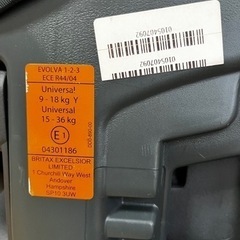 EVOLVA 1-2-3
ECE R44/04
Universal
9 - 18 kg Y
Universal
15 - 36 kg
E1
04301186
BRITAX EXCELSIOR
LIMITED
1 Churchill Way West
Andover
Hampshire
SP10 3UW
0105407092
0105407092